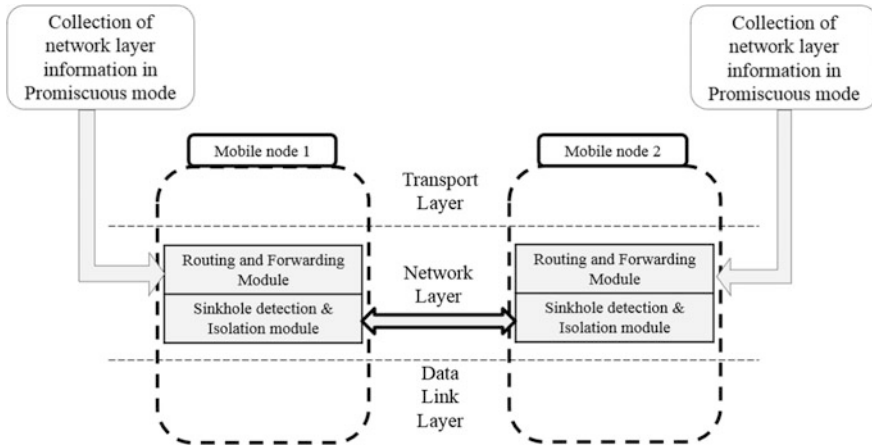 Collection of
network layer
information in
Promiscuous mode
Collection of
network layer
information in
Promiscuous mode
Mobile node 1
Mobile node 2
Transport
Layer
Routing and Forwarding
Module
Sinkhole detection &
Isolation module
Network
Layer
Routing and Forwarding
Module
Sinkhole detection &
Isolation module
Data
Link
Layer